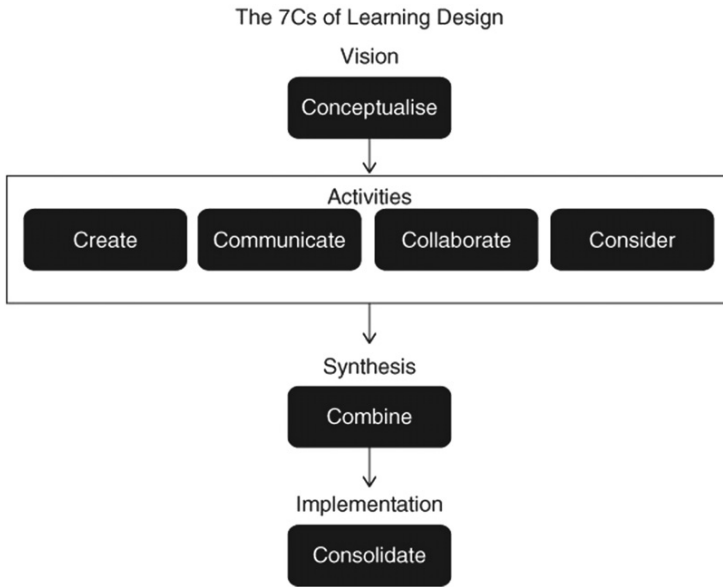 The 7Cs of Learning Design
Vision
Conceptualise
Activities
Create Communicate Collaborate Consider
Synthesis
Combine
Implementation
Consolidate